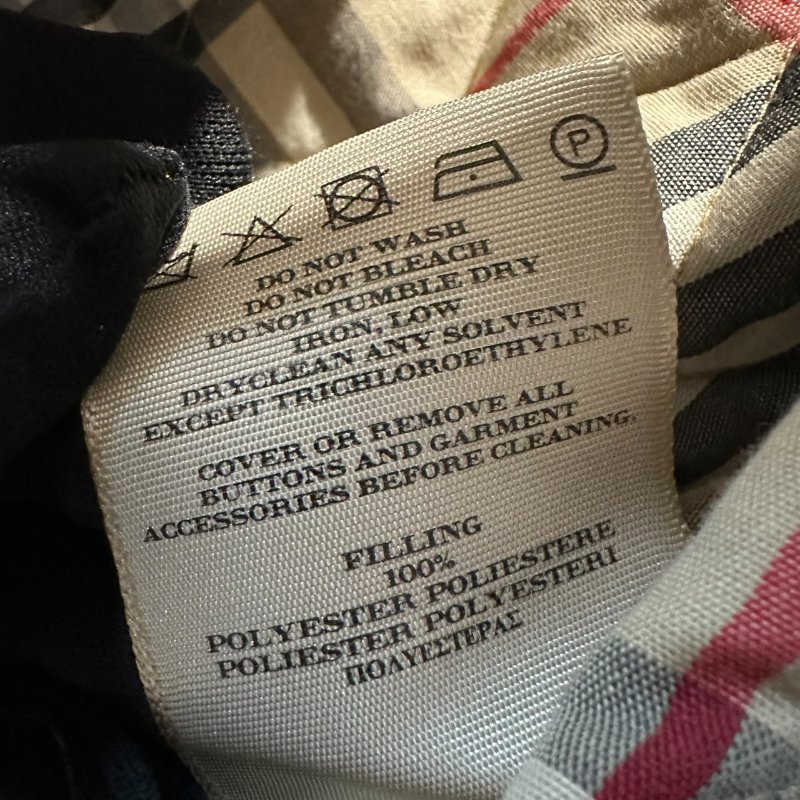 P
DO NOT WASH
DO NOT BLEACH
DO NOT TUMBLE DRY
IRON, LOW
DRYCLEAN ANY SOLVENT
EXCEPT TRICHLOROETHYLENE
COVER OR REMOVE ALL
BUTTONS AND GARMENT
ACCESSORIES BEFORE CLEANING.
FILLING
100%
POLYESTER POLIESTERE
POLIESTER POLYESTERI
ΠΟΛΥΕΣΤΕΡΑΣ